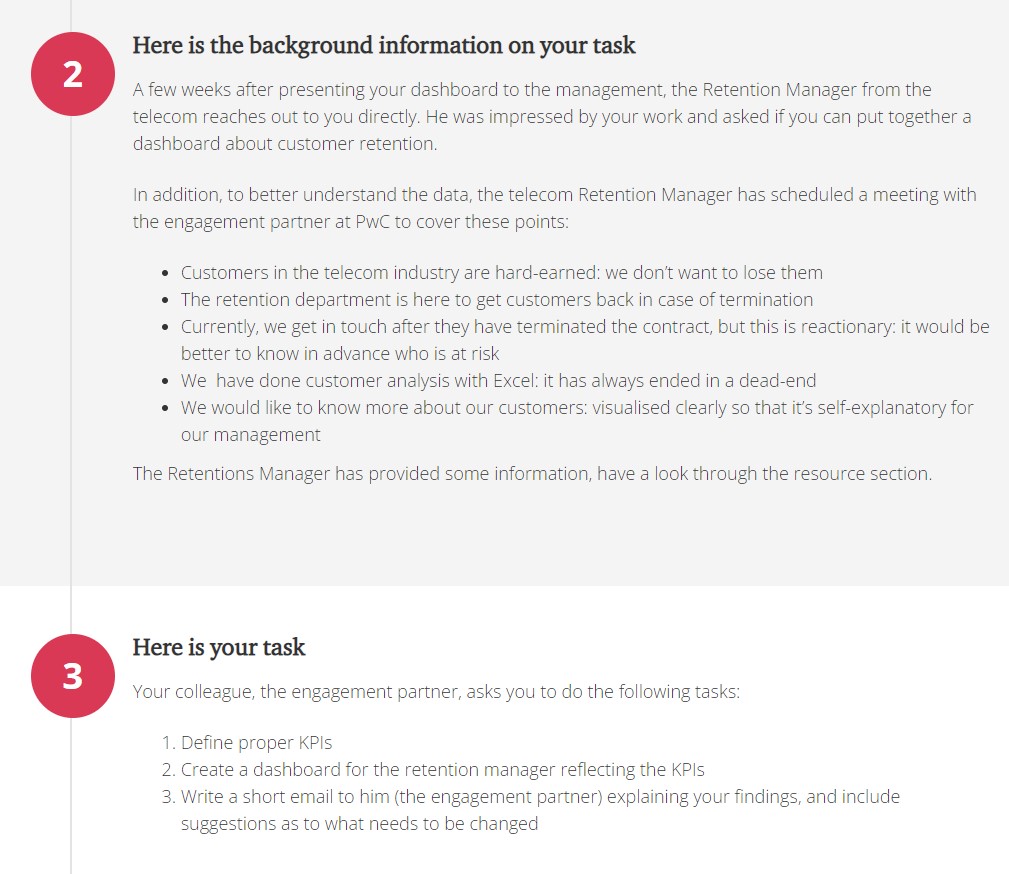 2
Here is the background information on your task
A few weeks after presenting your dashboard to the management, the Retention Manager from the
telecom reaches out to you directly. He was impressed by your work and asked if you can put together a
dashboard about customer retention.
In addition, to better understand the data, the telecom Retention Manager has scheduled a meeting with
the engagement partner at PwC to cover these points:
• Customers in the telecom industry are hard-earned: we don’t want to lose them
• The retention department is here to get customers back in case of termination
• Currently, we get in touch after they have terminated the contract, but this is reactionary: it would be
better to know in advance who is at risk
• We  have done customer analysis with Excel: it has always ended in a dead-end
• We would like to know more about our customers: visualised clearly so that it’s self-explanatory for
our management
The Retentions Manager has provided some information, have a look through the resource section.
3
Here is your task
Your colleague, the engagement partner, asks you to do the following tasks:
1. Define proper KPIs
2. Create a dashboard for the retention manager reflecting the KPIs
3. Write a short email to him (the engagement partner) explaining your findings, and include
suggestions as to what needs to be changed